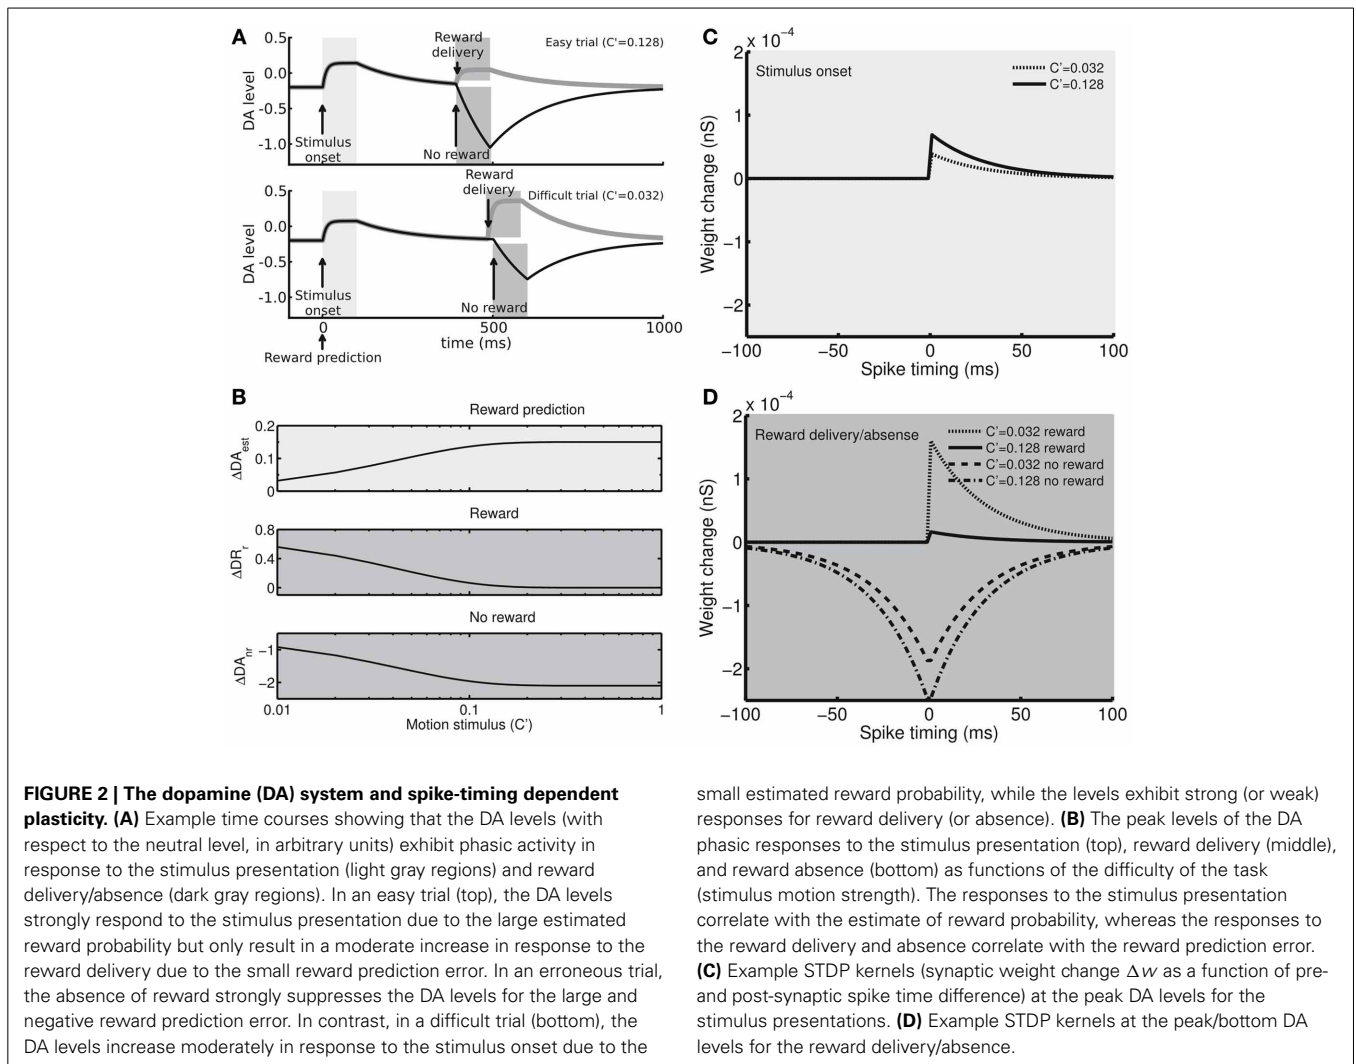 A
0.5
0.0
-0.5
-1.0
DA level
Reward
delivery
Easy trial (C'=0.128)
Stimulus
onset
No reward
0.5
0.0
-0.5
-1.0
DA level
Reward
delivery
Difficult trial (C'=0.032)
Stimulus
onset
No reward
0
500
1000
time (ms)
Reward prediction
B
Reward prediction
0.2
0.1
0
ΔDAest
Reward
0.8
0.4
0
ΔDRr
No reward
−1
−2
ΔDAnr
0.01
0.1
1
Motion stimulus (C')
C
x 10−4
2
1
0
−1
−2
Weight change (nS)
Stimulus onset
C'=0.032
C'=0.128
−100
−50
0
50
100
Spike timing (ms)
D
x 10−4
2
1
0
−1
−2
Weight change (nS)
Reward delivery/absense
C'=0.032 reward
C'=0.128 reward
C'=0.032 no reward
C'=0.128 no reward
−100
−50
0
50
100
Spike timing (ms)
FIGURE 2 | The dopamine (DA) system and spike-timing dependent
plasticity. (A) Example time courses showing that the DA levels (with
respect to the neutral level, in arbitrary units) exhibit phasic activity in
response to the stimulus presentation (light gray regions) and reward
delivery/absence (dark gray regions). In an easy trial (top), the DA levels
strongly respond to the stimulus presentation due to the large estimated
reward probability but only result in a moderate increase in response to the
reward delivery due to the small reward prediction error. In an erroneous trial,
the absence of reward strongly suppresses the DA levels for the large and
negative reward prediction error. In contrast, in a difficult trial (bottom), the
DA levels increase moderately in response to the stimulus onset due to the
small estimated reward probability, while the levels exhibit strong (or weak)
responses for reward delivery (or absence). (B) The peak levels of the DA
phasic responses to the stimulus presentation (top), reward delivery (middle),
and reward absence (bottom) as functions of the difficulty of the task
(stimulus motion strength). The responses to the stimulus presentation
correlate with the estimate of reward probability, whereas the responses to
the reward delivery and absence correlate with the reward prediction error.
(C) Example STDP kernels (synaptic weight change Δw as a function of pre-
and post-synaptic spike time difference) at the peak DA levels for the
stimulus presentations. (D) Example STDP kernels at the peak/bottom DA
levels for the reward delivery/absence.